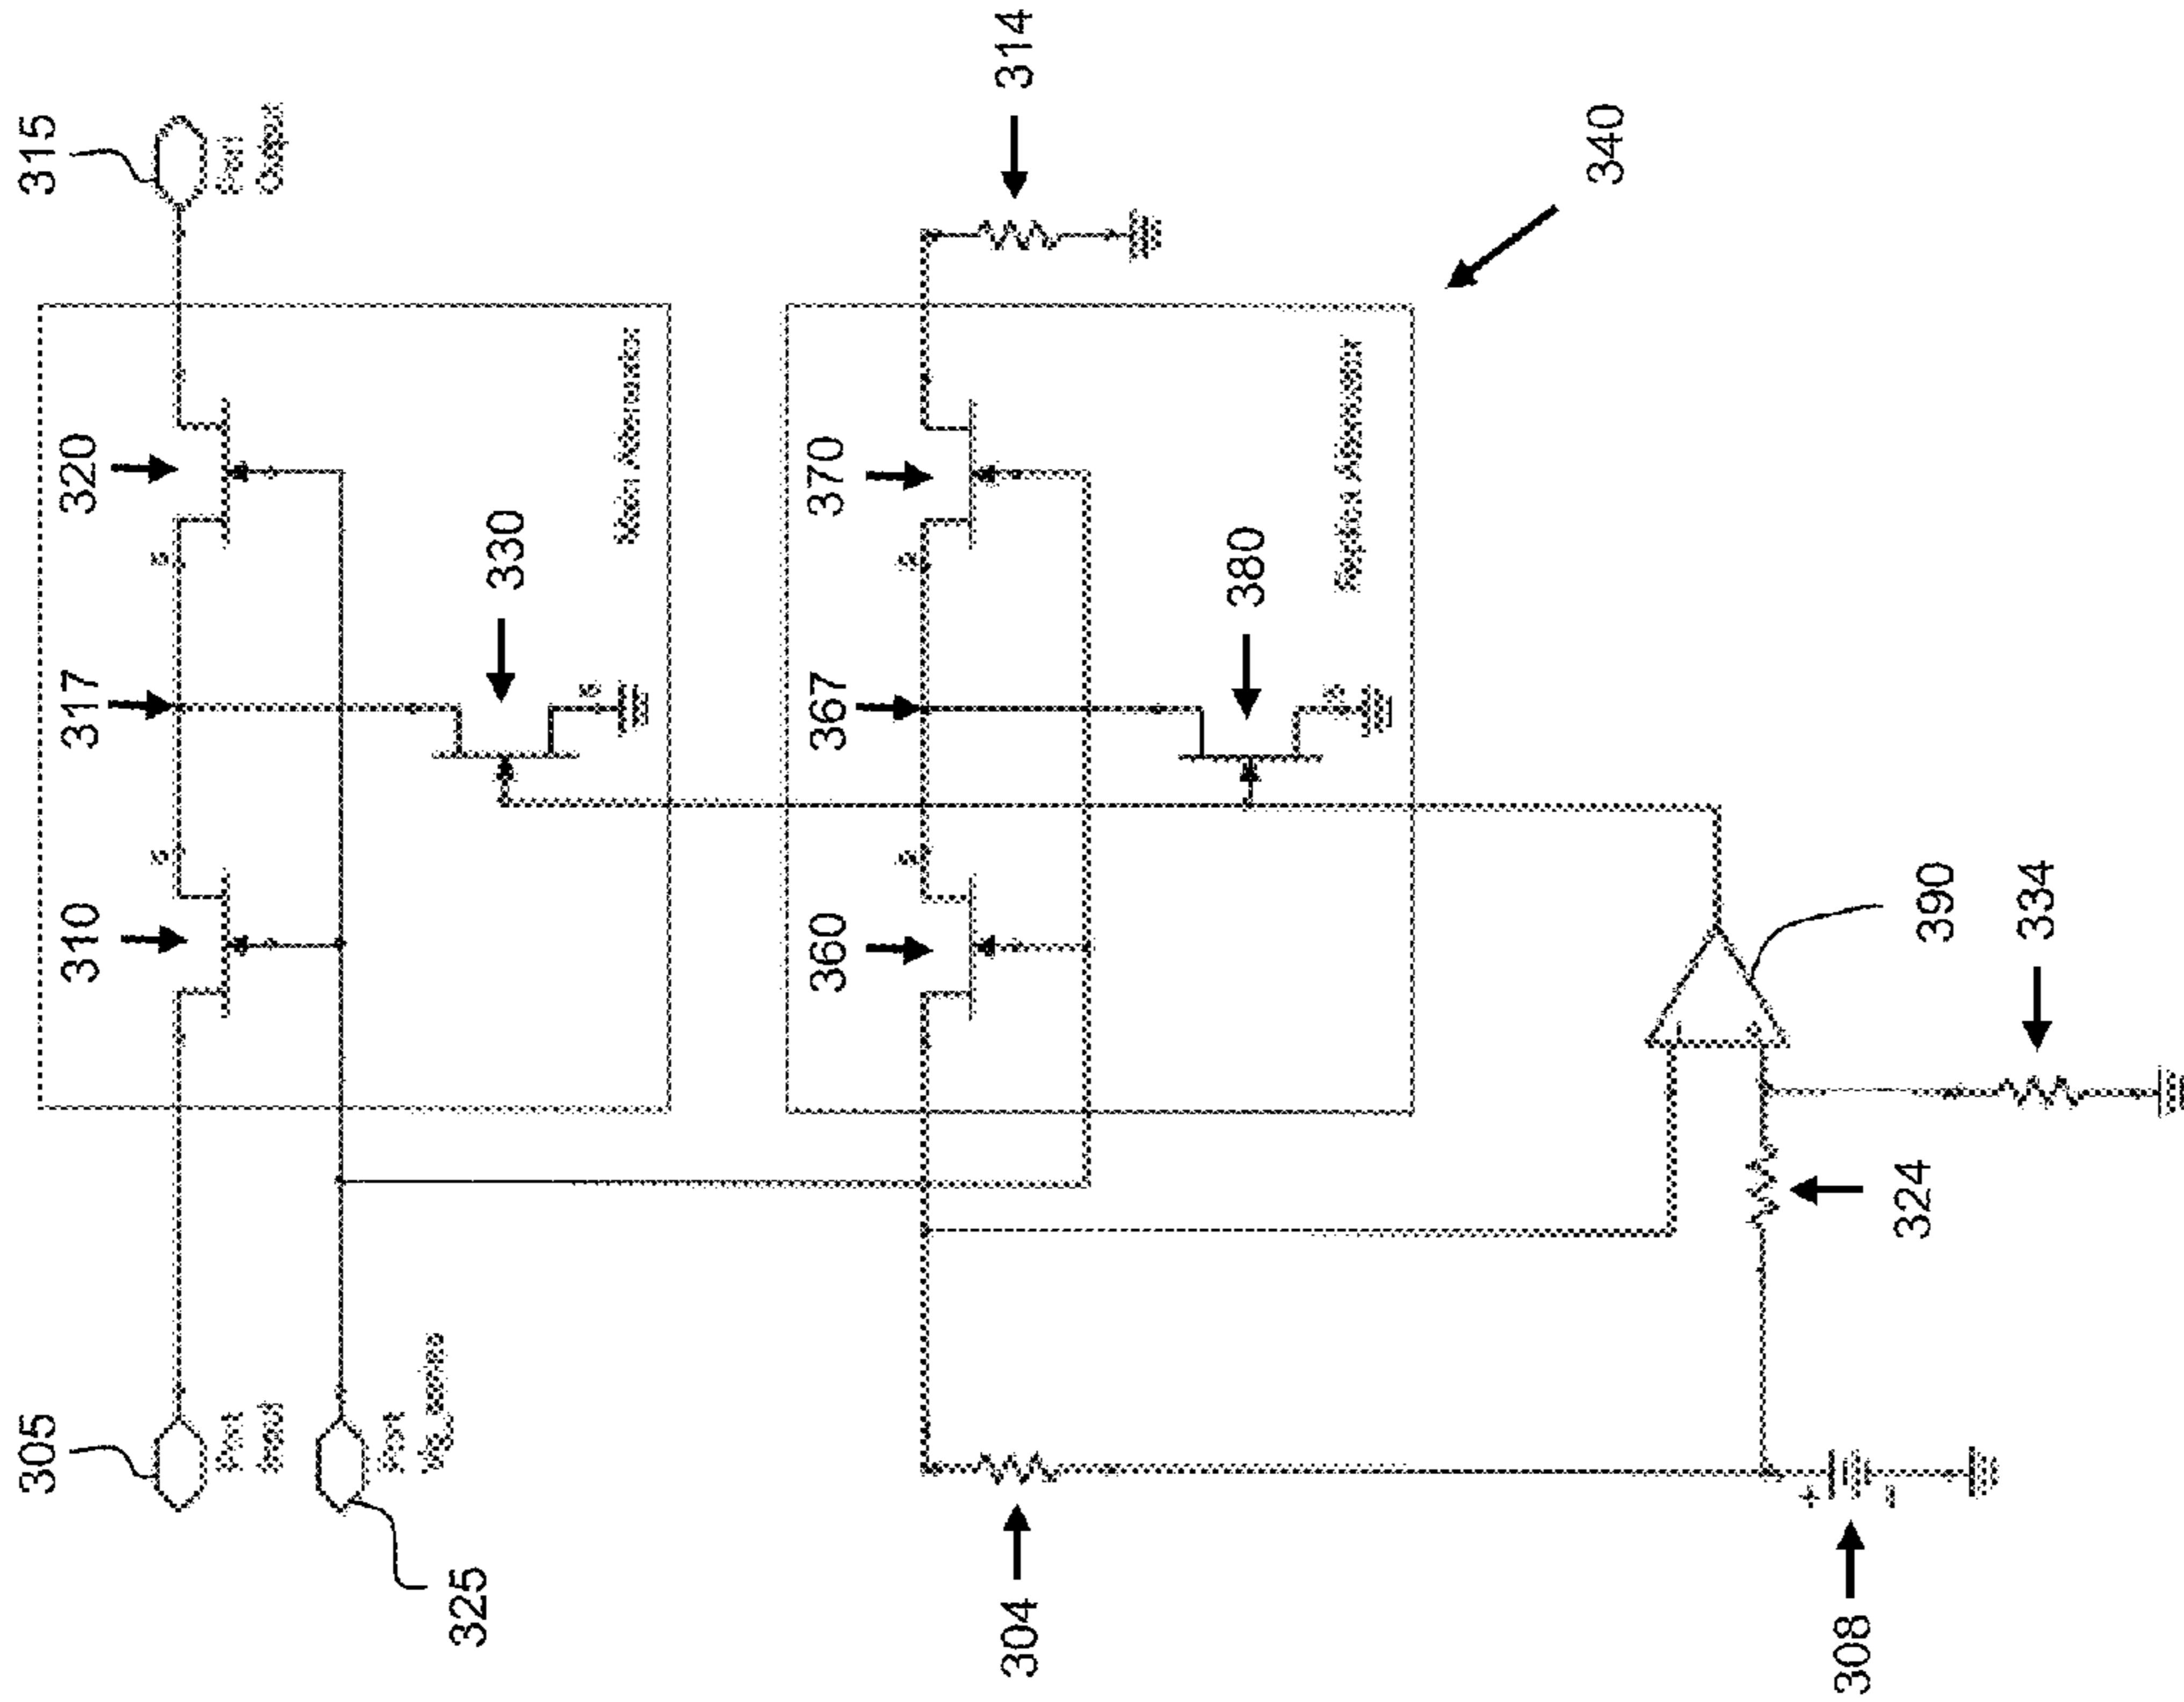 305
Port
Input
325
Port
Vg_series
310
317
320
315
Port
Output
330
Main Attenuator
360
367
370
380
Replica Attenuator
314
340
304
308
+
-
324
390
334